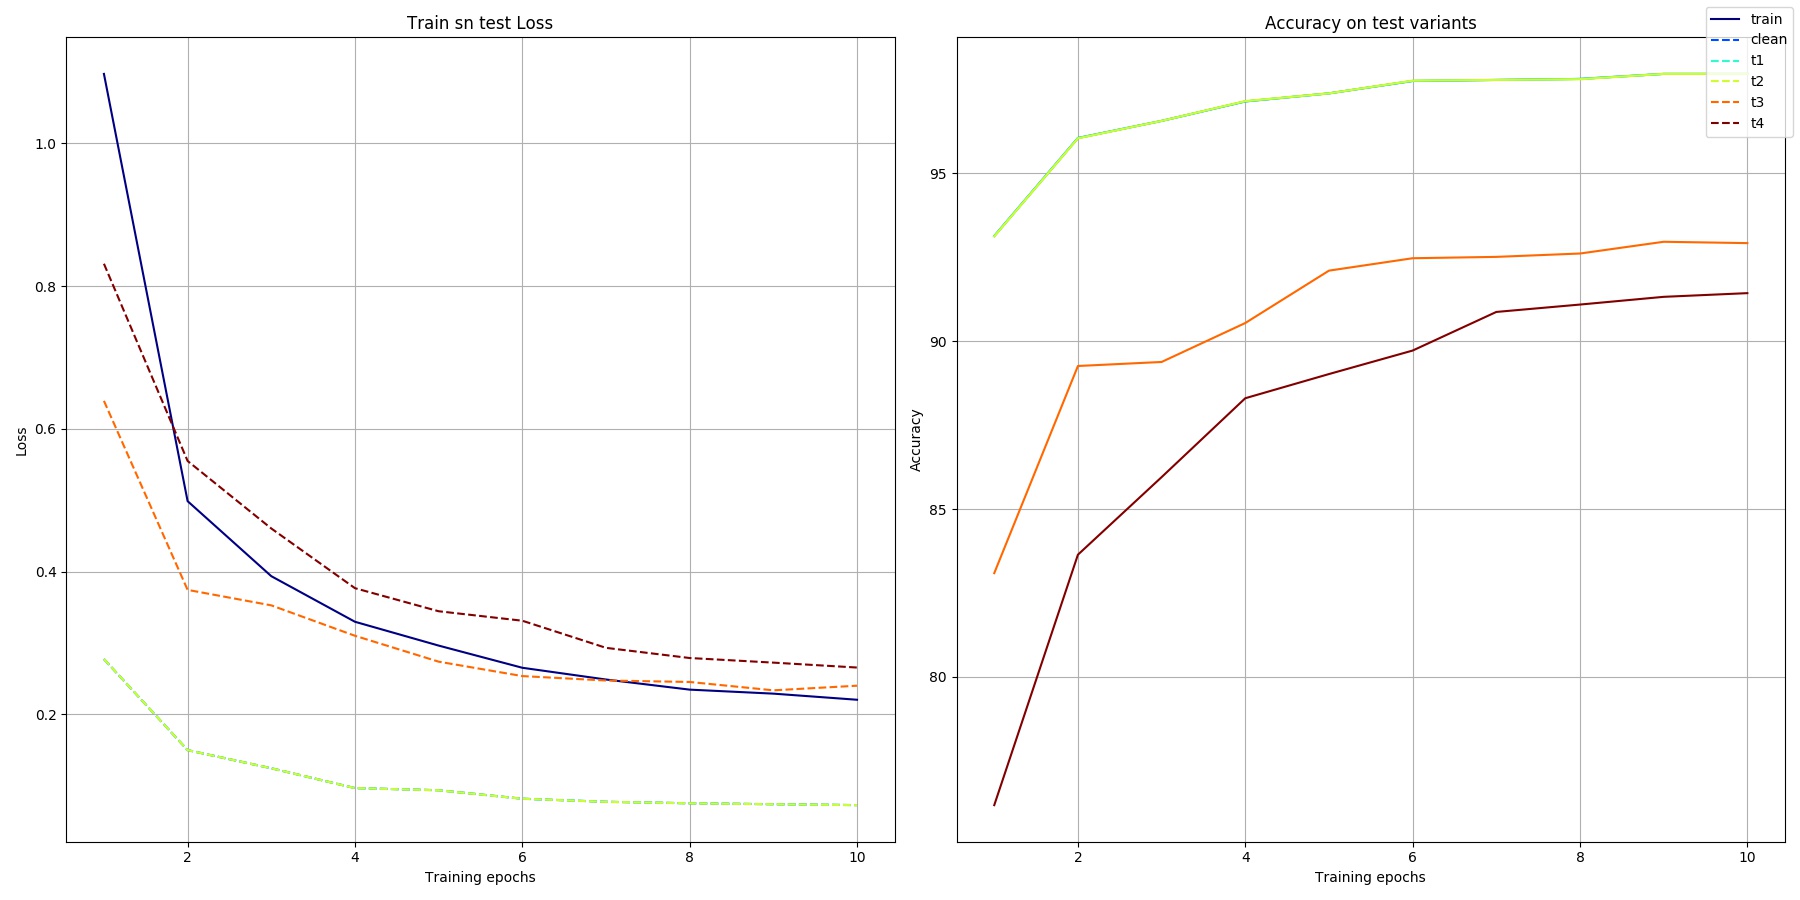 Train sn test Loss
Loss
1.0
0.8
0.6
0.4
0.2
2 4 6 8 10
Training epochs
Accuracy on test variants
Accuracy
95
90
85
80
2 4 6 8 10
Training epochs
train
clean
t1
t2
t3
t4